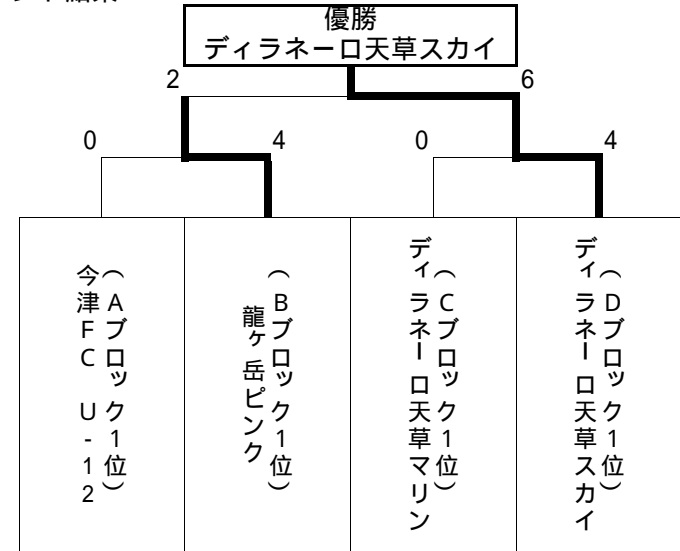 優勝
ディラネーロ天草スカイ
2
6
0
4
0
4
(Aブロック1位)
今津FC U-12
(Bブロック1位)
龍ヶ岳ピンク
(Cブロック1位)
ディラネーロ天草マリン
(Dブロック1位)
ディラネーロ天草スカイ